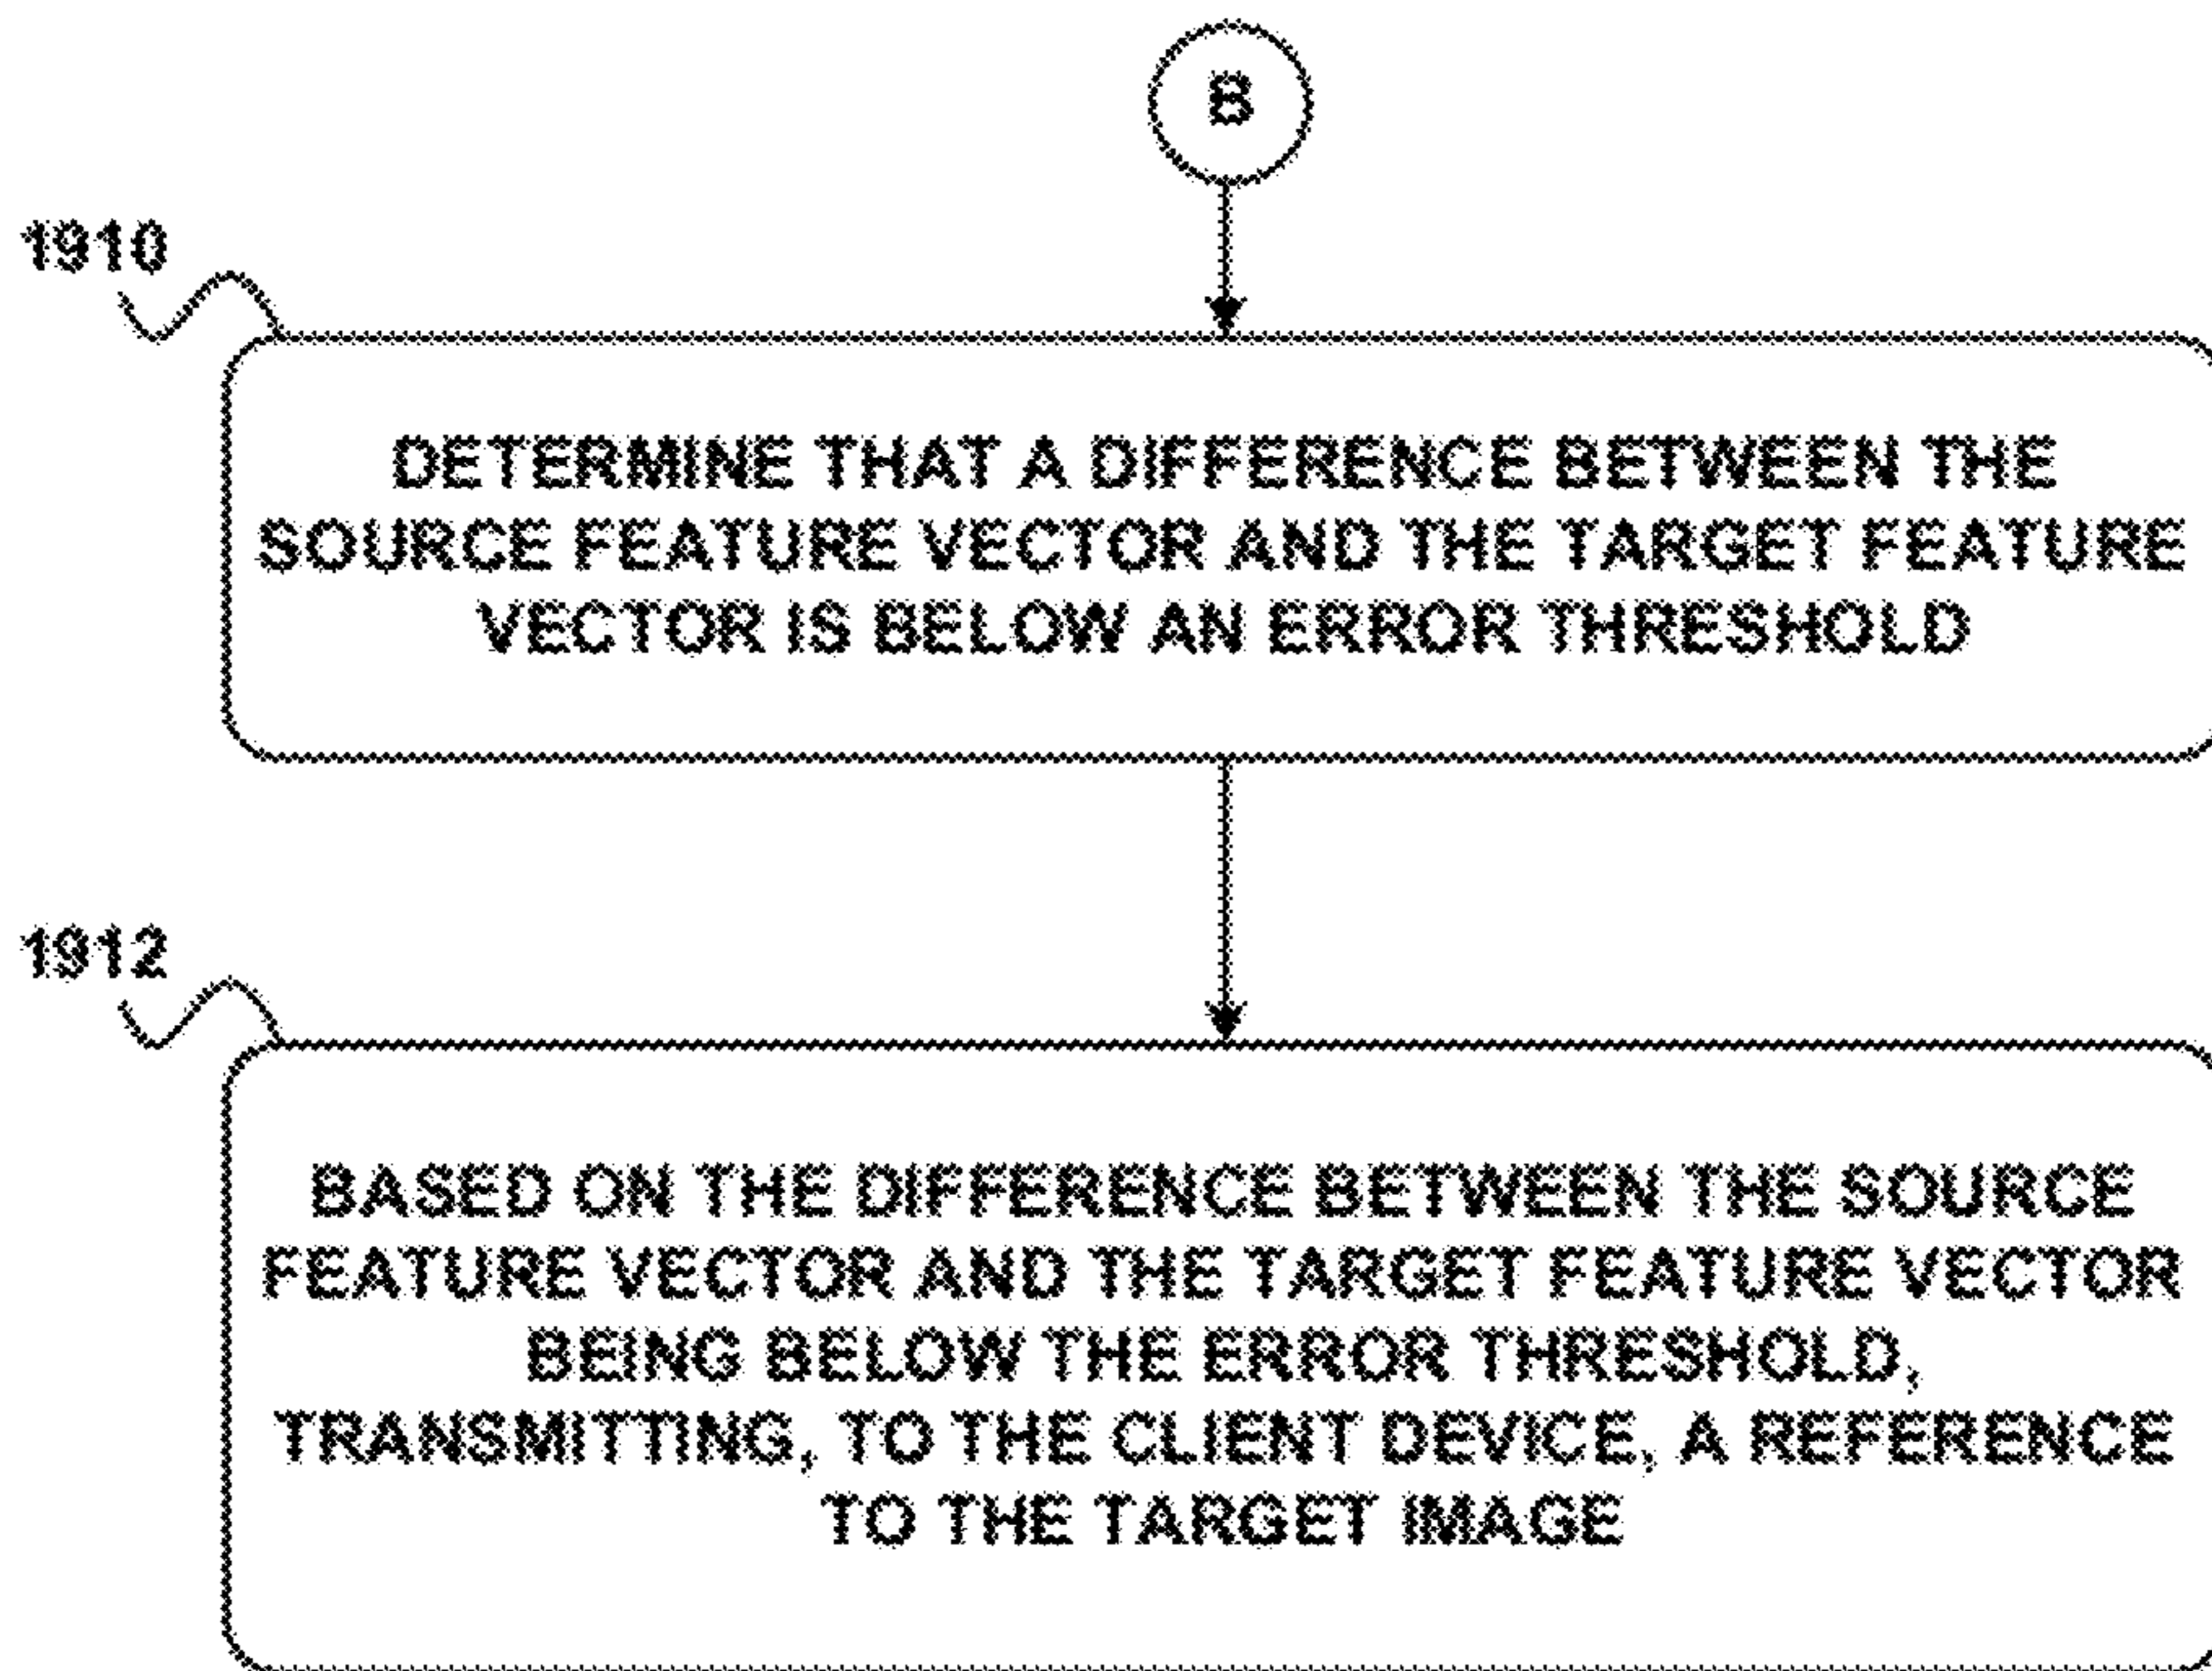 B
1910
DETERMINE THAT A DIFFERENCE BETWEEN THE
SOURCE FEATURE VECTOR AND THE TARGET FEATURE
VECTOR IS BELOW AN ERROR THRESHOLD
1912
BASED ON THE DIFFERENCE BETWEEN THE SOURCE
FEATURE VECTOR AND THE TARGET FEATURE VECTOR
BEING BELOW THE ERROR THRESHOLD,
TRANSMITTING, TO THE CLIENT DEVICE, A REFERENCE
TO THE TARGET IMAGE